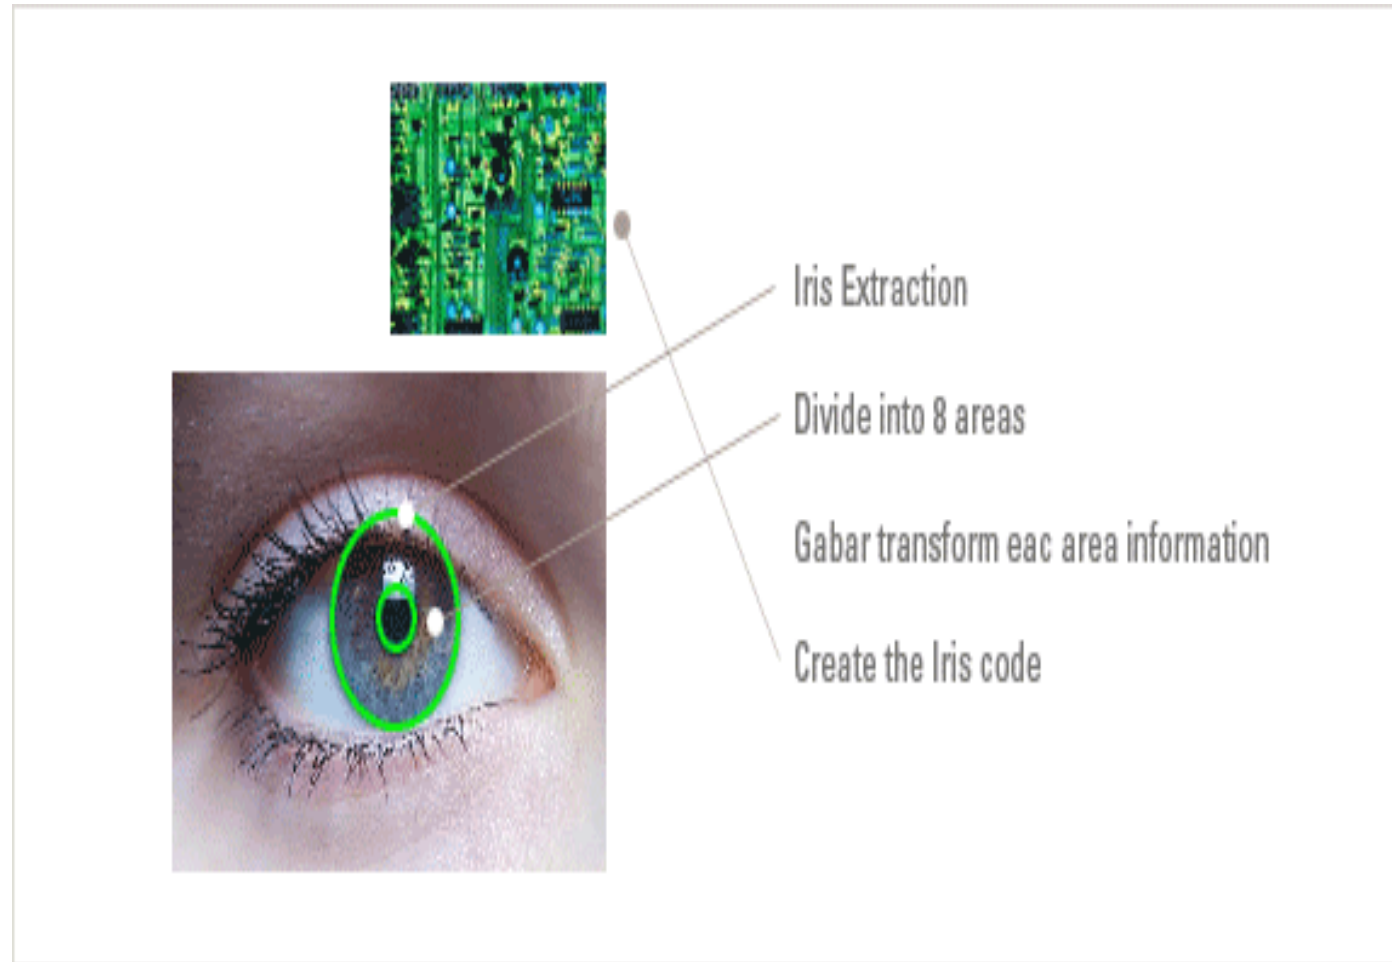 Iris Extraction
Divide into 8 areas
Gabar transform eac area information
Create the Iris code